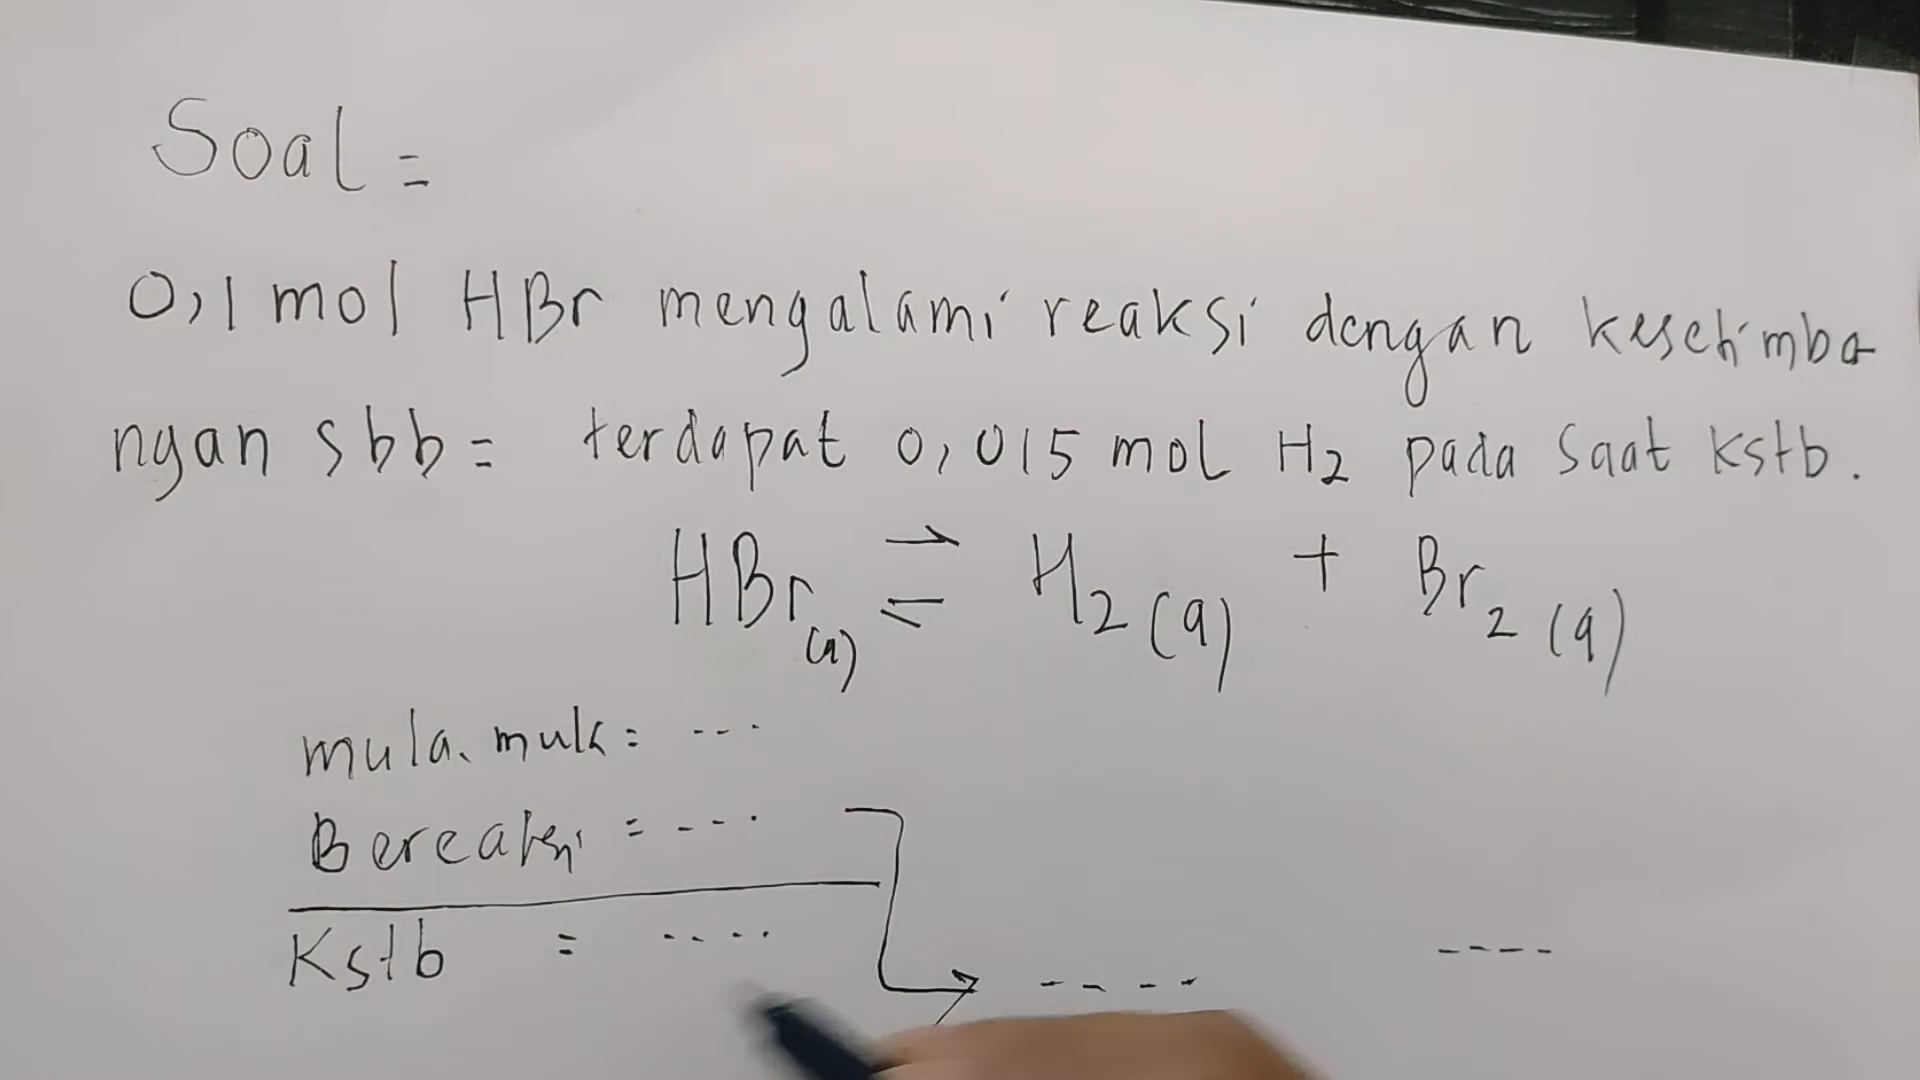 Soal =
0,1 mol HBr mengalami reaksi dengan kesetimba
ngan sbb = terdapat 0,015 mol H2 pada saat kstb.
HBr(g) ⇌ H2 (g) + Br2 (g)
mula-mula = ---
Bereaksi = ---
Kstb = ---- ---- ----